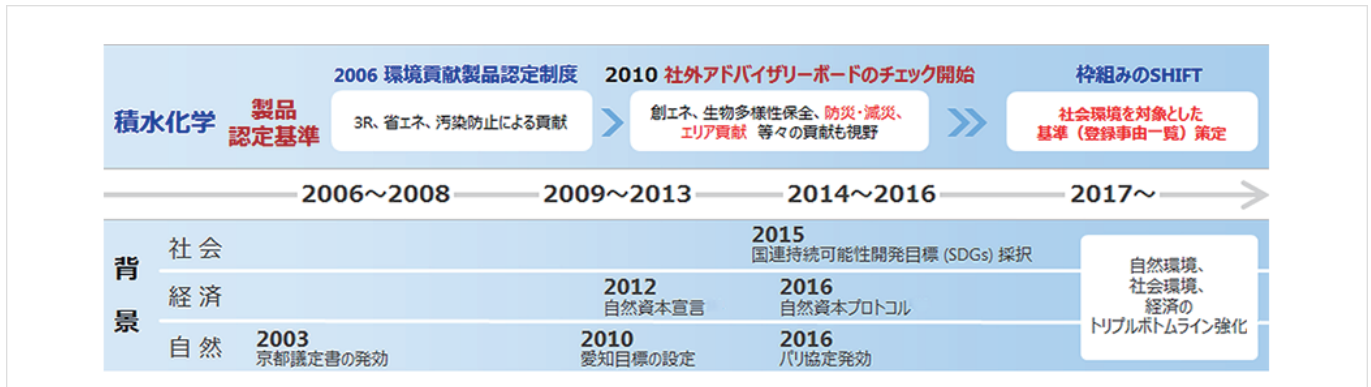 2006 環境貢献製品認定制度
2010 社外アドバイザリーボードのチェック開始
枠組みのSHIFT
積水化学
製品
認定基準
3R、省エネ、汚染防止による貢献
創エネ、生物多様性保全、防災・減災、
エリア貢献 等々の貢献も視野
社会環境を対象とした
基準（登録事由一覧）策定
2006～2008
2009～2013
2014～2016
2017～
背景
社会
2015
国連持続可能性開発目標 (SDGs) 採択
経済
2012
自然資本宣言
2016
自然資本プロトコル
自然
2003
京都議定書の発効
2010
愛知目標の設定
2016
パリ協定発効
自然環境、
社会環境、
経済の
トリプルボトムライン強化